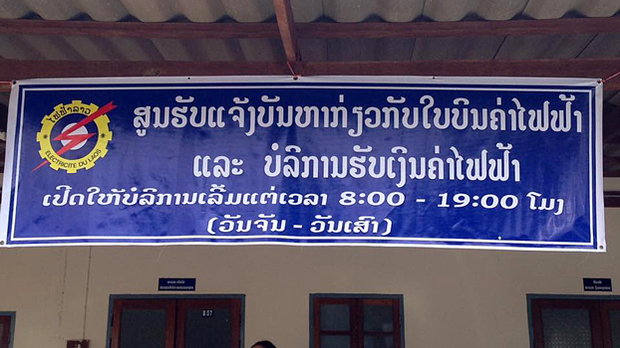 ໄຟຟ້າລາວ
ELECTRICITE DU LAOS
ສູນຮັບແຈ້ງບັນຫາກ່ຽວກັບໃບບິນຄ່າໄຟຟ້າ
ແລະ ບໍລິການຮັບເງິນຄ່າໄຟຟ້າ
ເປີດໃຫ້ບໍລິການເລີ້ມແຕ່ເວລາ 8:00 - 19:00 ໂມງ
(ວັນຈັນ - ວັນເສົາ)